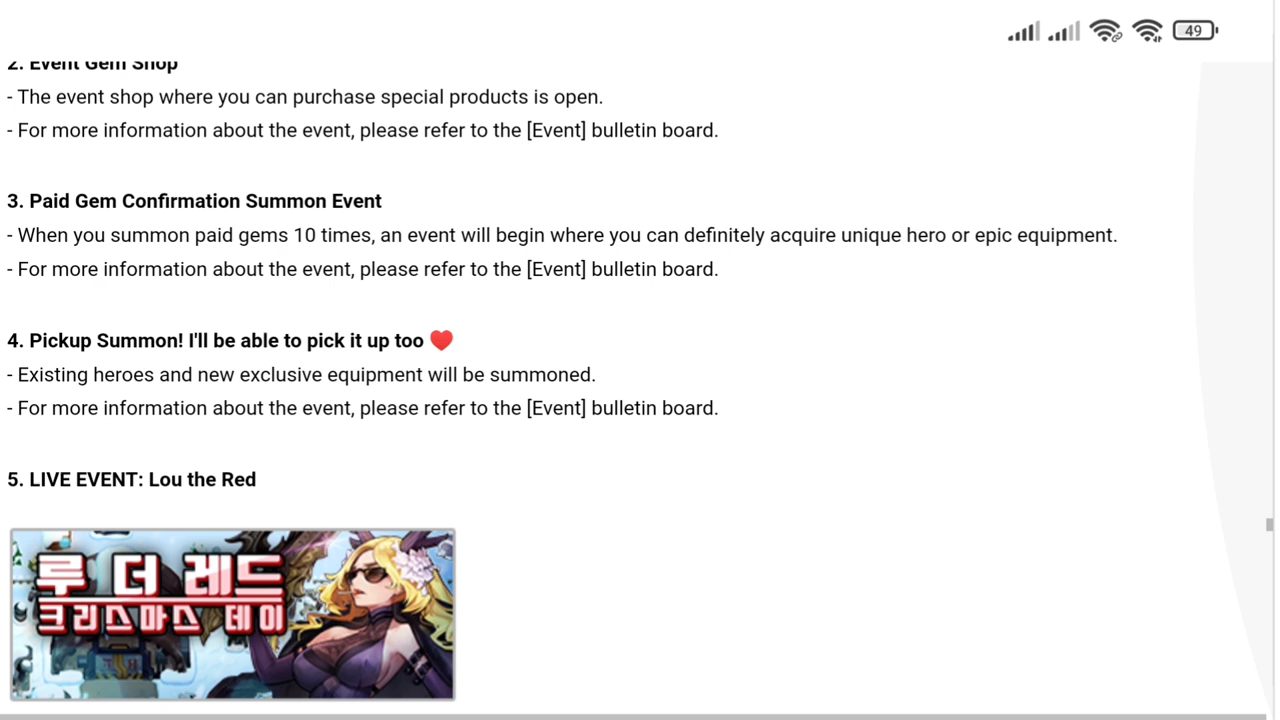 49
2. Event Gem Shop
- The event shop where you can purchase special products is open.
- For more information about the event, please refer to the [Event] bulletin board.
3. Paid Gem Confirmation Summon Event
- When you summon paid gems 10 times, an event will begin where you can definitely acquire unique hero or epic equipment.
- For more information about the event, please refer to the [Event] bulletin board.
4. Pickup Summon! I'll be able to pick it up too ♥️
- Existing heroes and new exclusive equipment will be summoned.
- For more information about the event, please refer to the [Event] bulletin board.
5. LIVE EVENT: Lou the Red
루 더 레드
크리스마스 데이